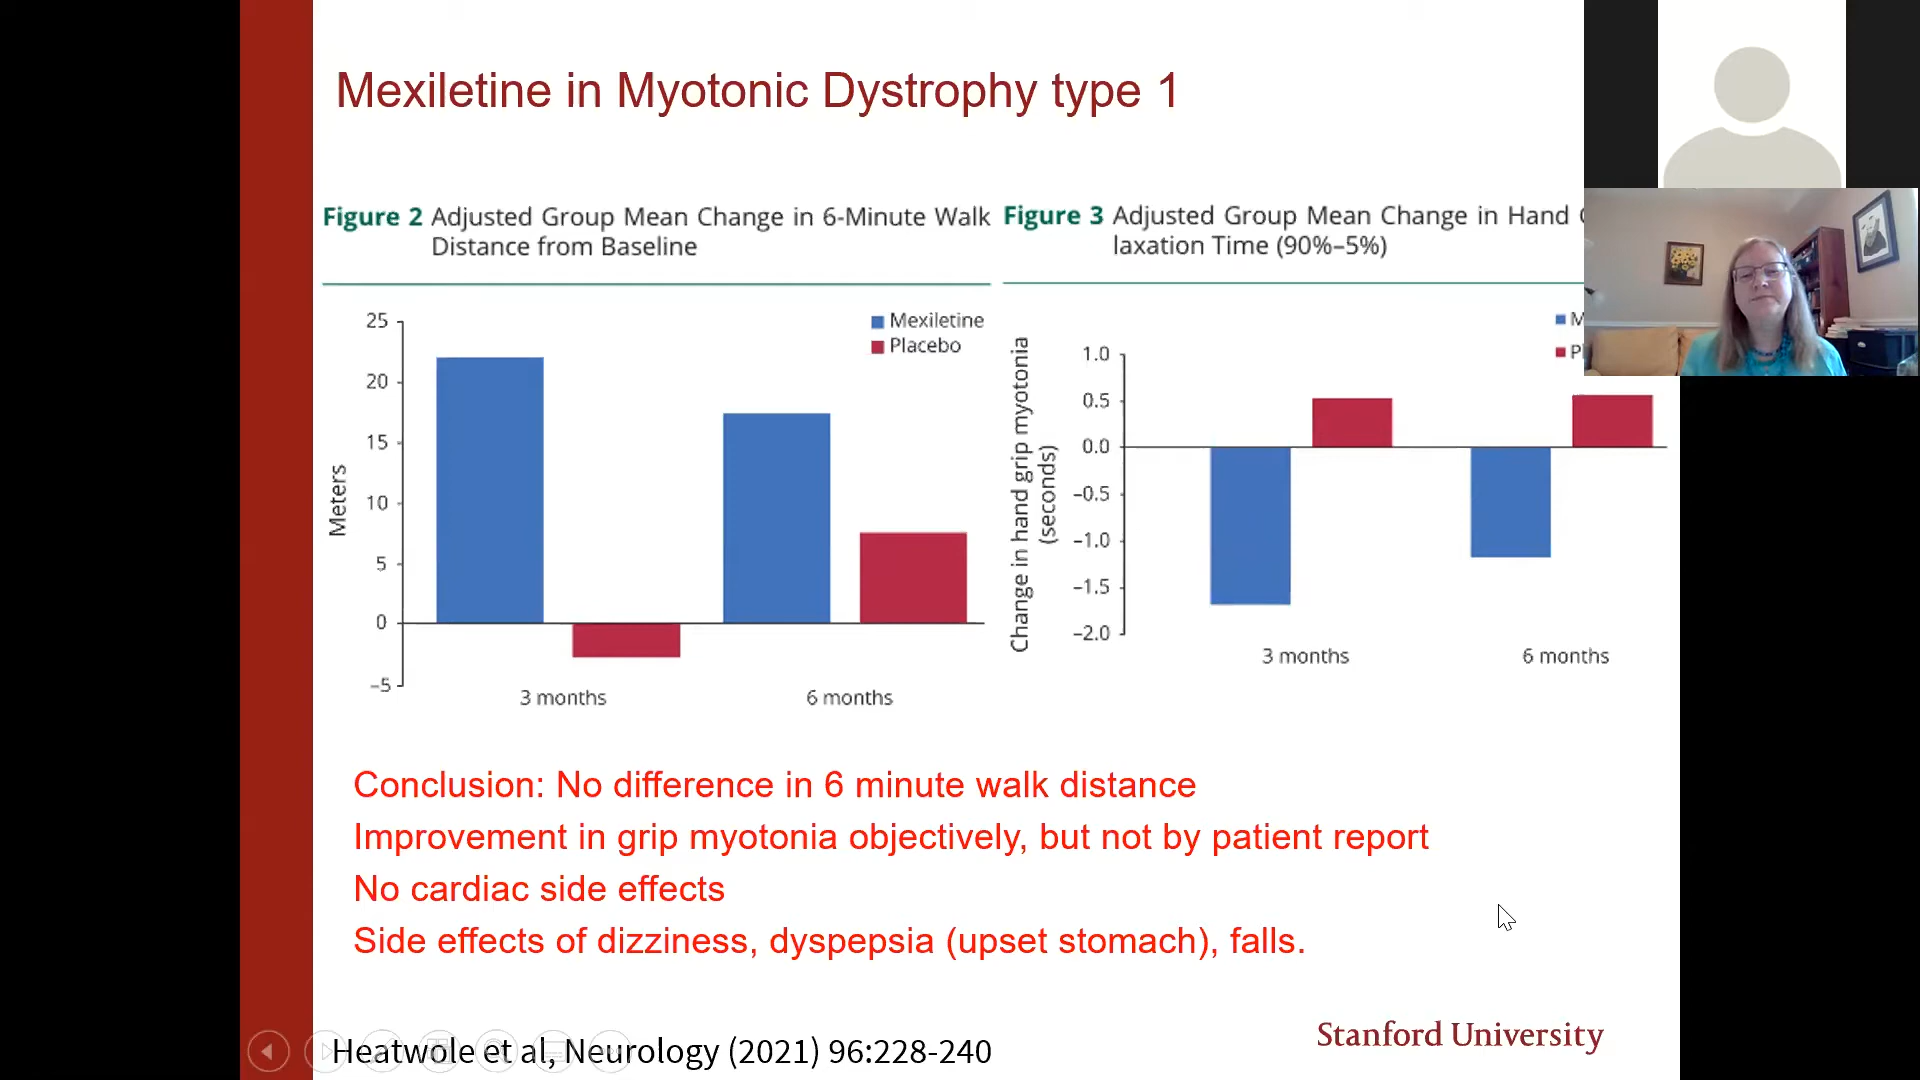 Mexiletine in Myotonic Dystrophy type 1
Figure 2 Adjusted Group Mean Change in 6-Minute Walk
Distance from Baseline
Mexiletine
Placebo
Meters
25
20
15
10
5
0
–5
3 months
6 months
Figure 3 Adjusted Group Mean Change in Hand
laxation Time (90%–5%)
Change in hand grip myotonia
(seconds)
1.0
0.5
0.0
–0.5
–1.0
–1.5
–2.0
3 months
6 months
Conclusion: No difference in 6 minute walk distance
Improvement in grip myotonia objectively, but not by patient report
No cardiac side effects
Side effects of dizziness, dyspepsia (upset stomach), falls.
Heatwole et al, Neurology (2021) 96:228-240
Stanford University